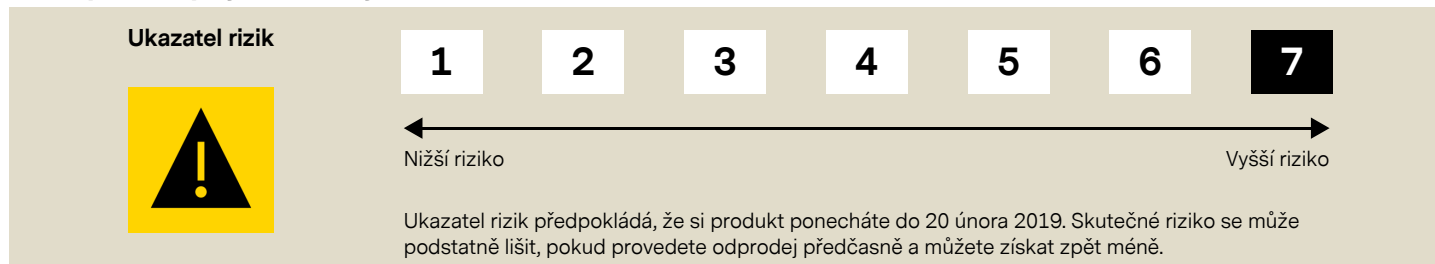 Ukazatel rizik
1 2 3 4 5 6 7
Nižší riziko
Vyšší riziko
Ukazatel rizik předpokládá, že si produkt ponecháte do 20 února 2019. Skutečné riziko se může
podstatně lišit, pokud provedete odprodej předčasně a můžete získat zpět méně.